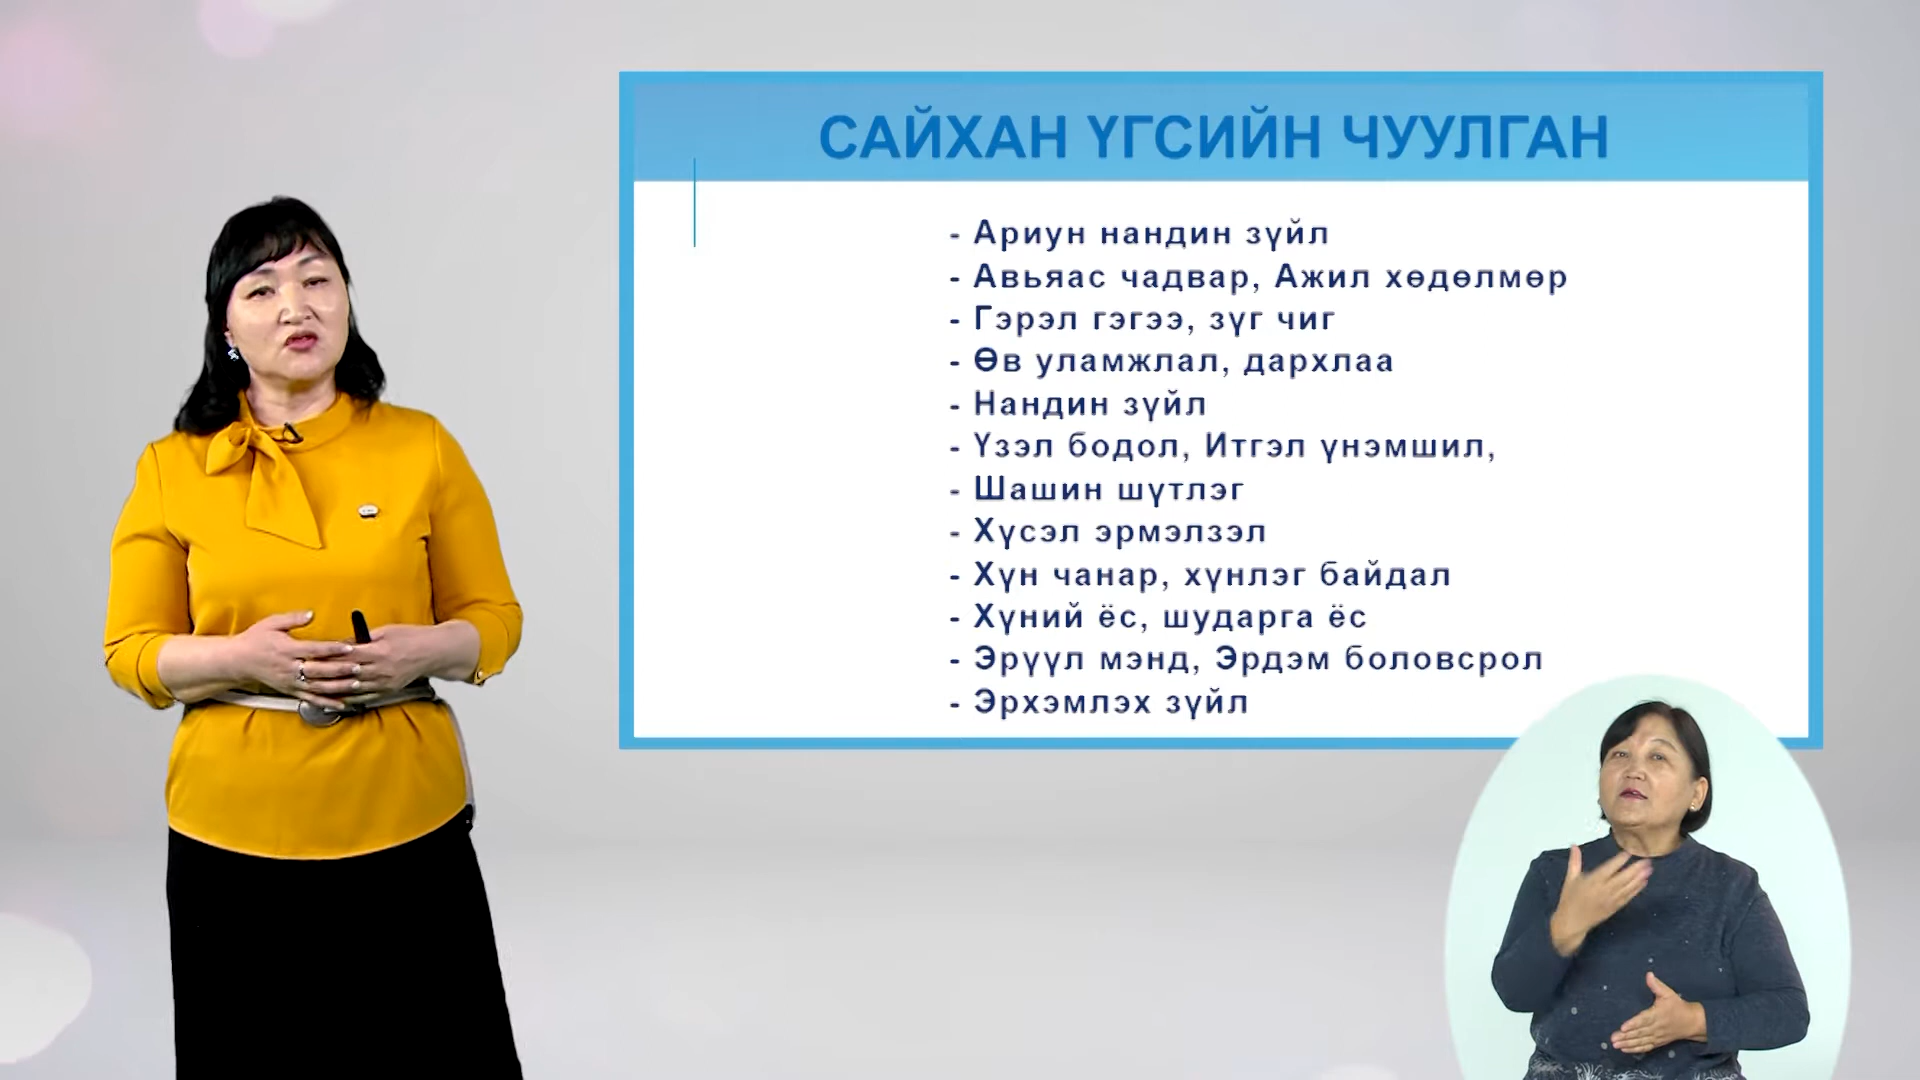 САЙХАН ҮГСИЙН ЧУУЛГАН
- Ариун нандин зүйл
- Авьяас чадвар, Ажил хөдөлмөр
- Гэрэл гэгээ, зүг чиг
- Өв уламжлал, дархлаа
- Нандин зүйл
- Үзэл бодол, Итгэл үнэмшил,
- Шашин шүтлэг
- Хүсэл эрмэлзэл
- Хүн чанар, хүнлэг байдал
- Хүний ёс, шударга ёс
- Эрүүл мэнд, Эрдэм боловсрол
- Эрхэмлэх зүйл